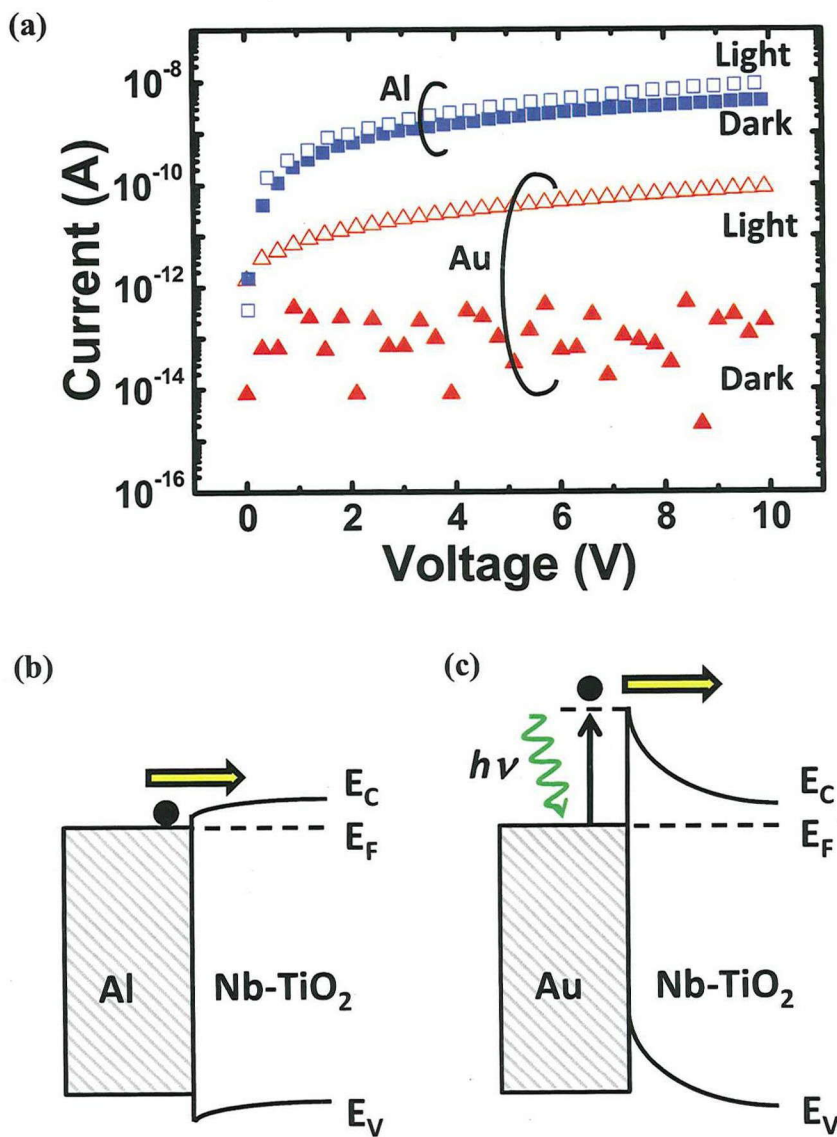 (a)
10⁻⁸
10⁻¹⁰
10⁻¹²
10⁻¹⁴
10⁻¹⁶
Current (A)
Al
Light
Dark
Au
Light
Dark
0 2 4 6 8 10
Voltage (V)
(b)
E_C
E_F
Al
Nb-TiO₂
E_V
(c)
hν
E_C
E_F
Au
Nb-TiO₂
E_V